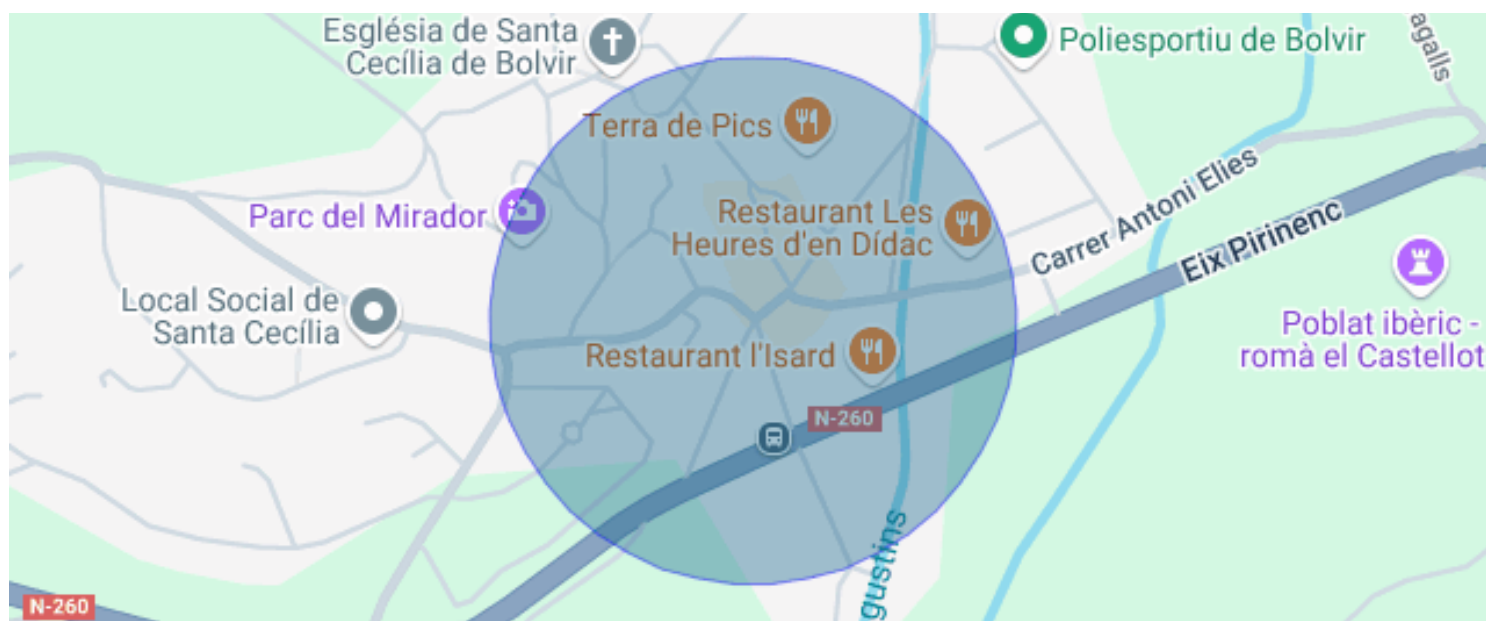 Església de Santa
Cecília de Bolvir
Poliesportiu de Bolvir
agalls
Terra de Pics
Parc del Mirador
Restaurant Les
Heures d'en Dídac
Carrer Antoni Elies
Eix Pirinenc
Local Social de
Santa Cecília
Poblat ibèric -
romà el Castellot
Restaurant l'Isard
N-260
gustins
N-260